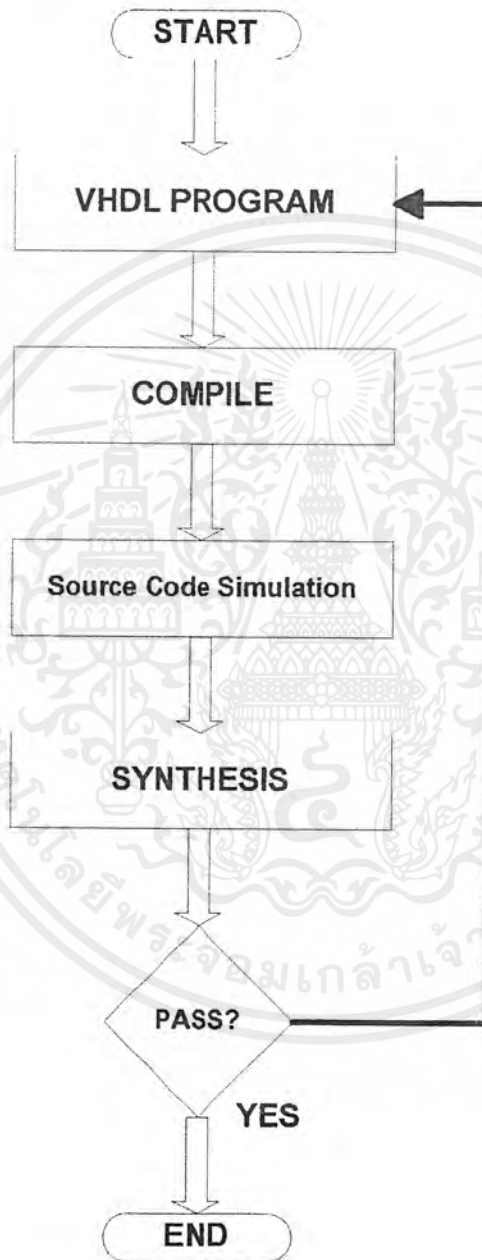 START
VHDL PROGRAM
COMPILE
Source Code Simulation
SYNTHESIS
PASS?
YES
END